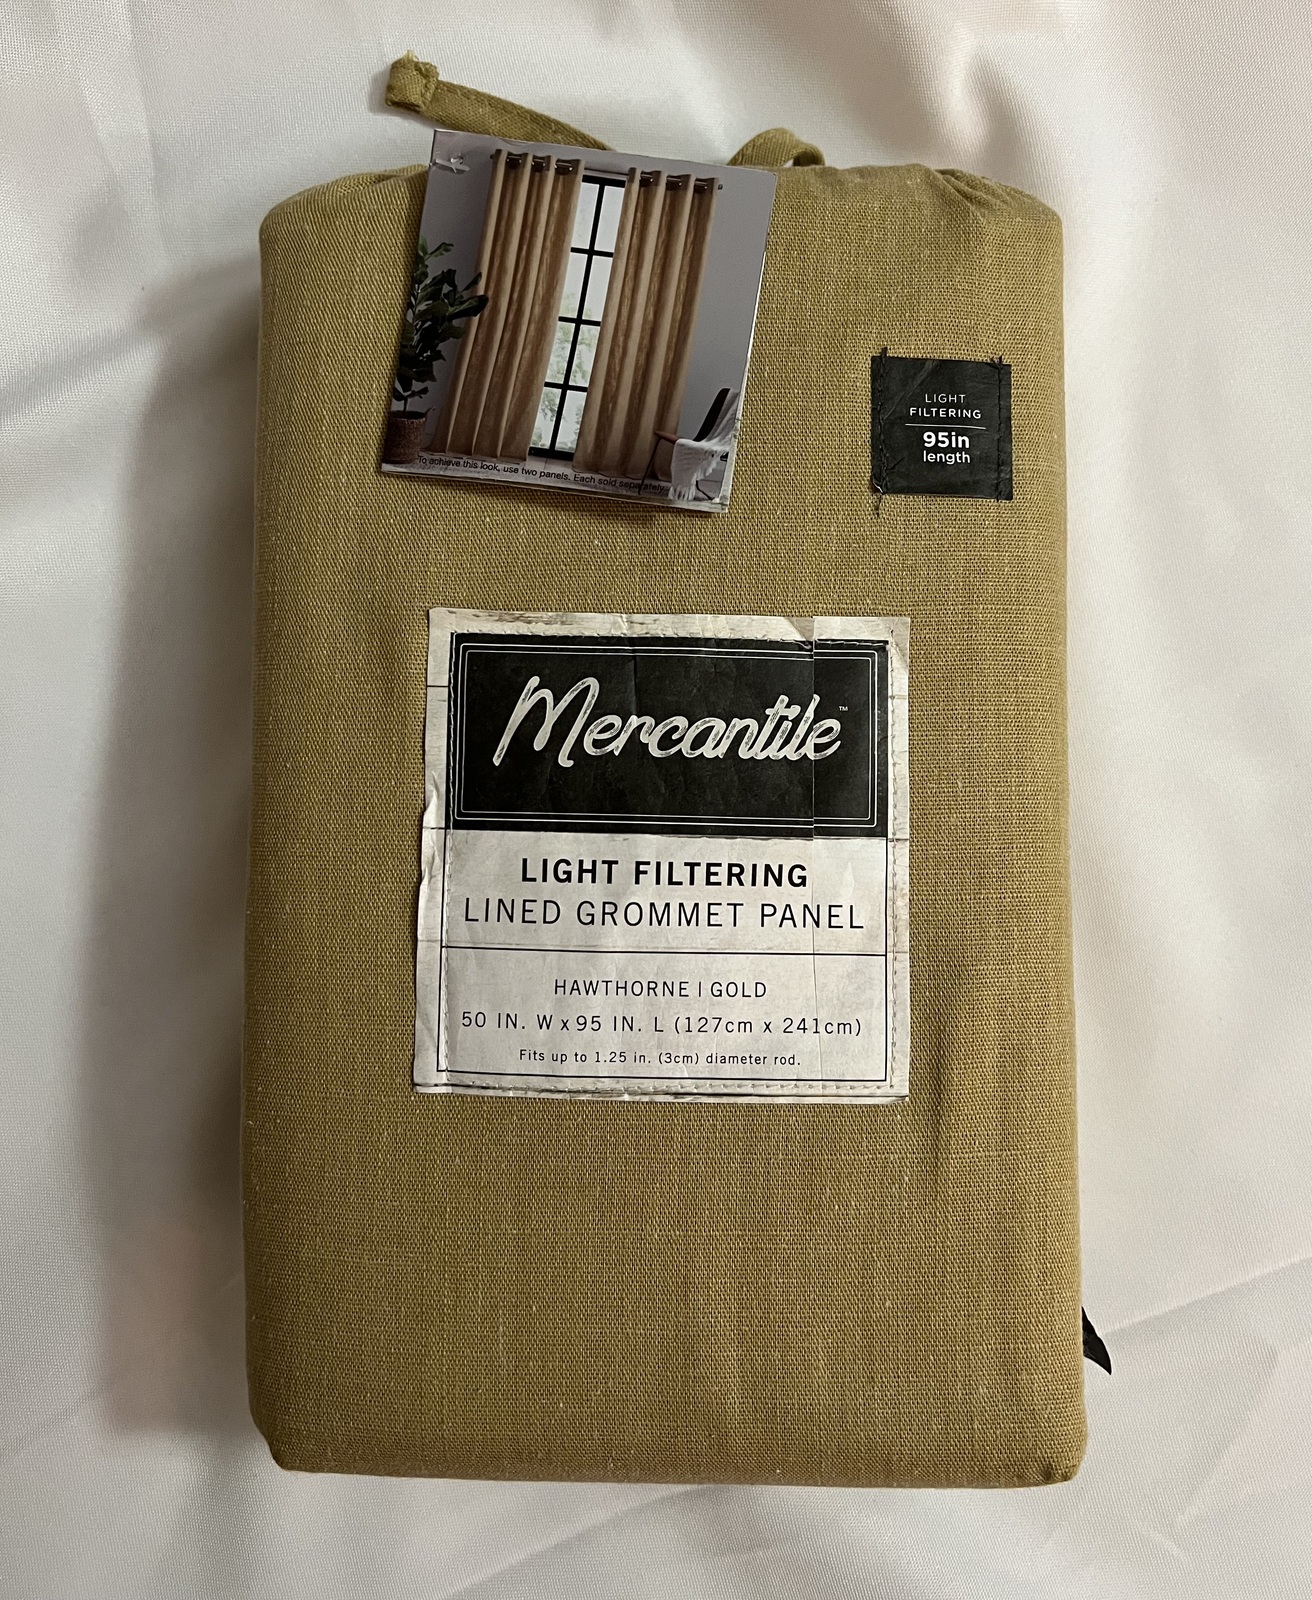 To achieve this look, use two panels. Each sold separately.
LIGHT
FILTERING
95in
length
Mercantile™
LIGHT FILTERING
LINED GROMMET PANEL
HAWTHORNE | GOLD
50 IN. W x 95 IN. L (127cm x 241cm)
Fits up to 1.25 in. (3cm) diameter rod.